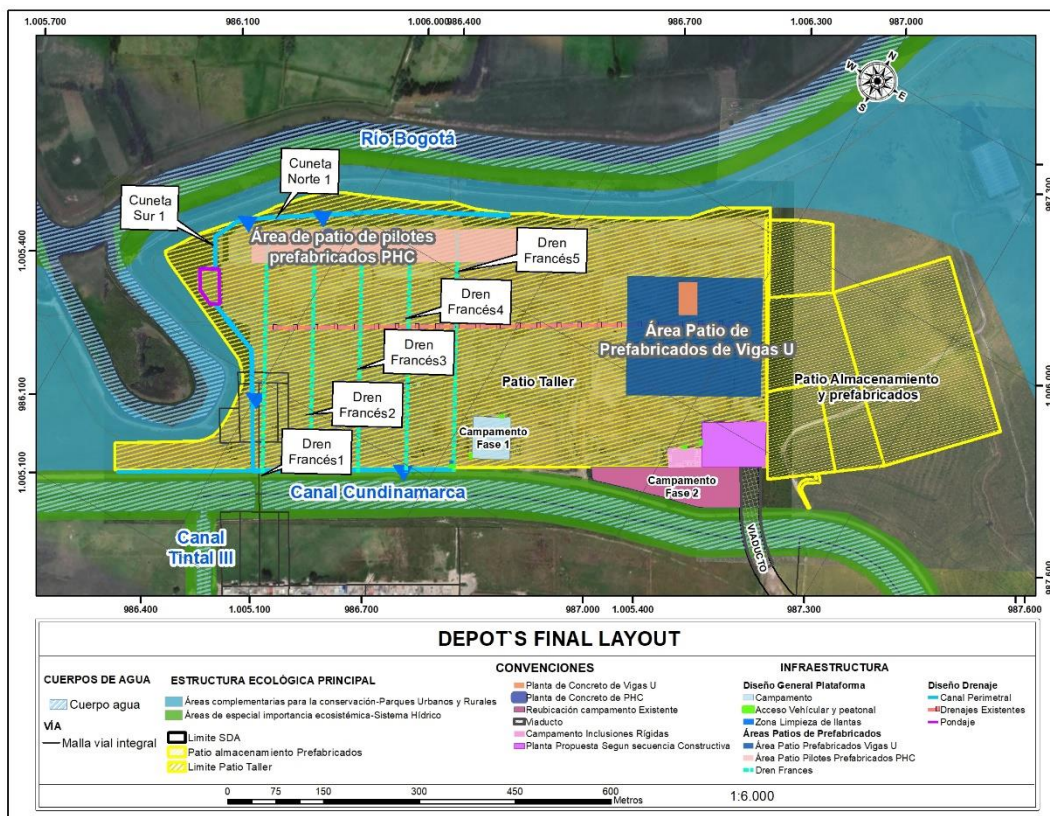 1.005.700
986.100
1.006.000
986.400
986.700
1.006.300
987.000
N
W
E
S
Río Bogotá
Cuneta
Norte 1
Cuneta
Sur 1
987.300
1.005.400
Área de patio de pilotes
prefabricados PHC
Dren
Francés5
Dren
Francés4
Área Patio de
Prefabricados de Vigas U
Dren
Francés3
Patio Taller
Patio Almacenamiento
y prefabricados
1.006.000
986.100
Dren
Francés2
Campamento
Fase 1
Dren
Francés1
1.005.100
Campamento
Fase 2
Canal Cundinamarca
Canal
Tintal III
VIADUCTO
987.600
986.400
1.005.100
986.700
987.000
1.005.400
987.300
987.600
DEPOT`S FINAL LAYOUT
CUERPOS DE AGUA
Cuerpo agua
VÍA
Malla vial integral
ESTRUCTURA ECOLÓGICA PRINCIPAL
Áreas complementarias para la conservación-Parques Urbanos y Rurales
Áreas de especial importancia ecosistémica-Sistema Hídrico
Limite SDA
Patio almacenamiento Prefabricados
Limite Patio Taller
CONVENCIONES
Planta de Concreto de Vigas U
Planta de Concreto de PHC
Reubicación campamento Existente
Viaducto
Campamento Inclusiones Rígidas
Planta Propuesta Segun secuencia Constructiva
INFRAESTRUCTURA
Diseño General Plataforma
Campamento
Acceso Vehícular y peatonal
Zona Limpieza de llantas
Áreas Patios de Prefabricados
Área Patio Prefabricados Vigas U
Área Patio Pilotes Prefabricados PHC
Dren Frances
Diseño Drenaje
Canal Perimetral
Drenajes Existentes
Pondaje
0 75 150 300 450 600
Metros
1:6.000